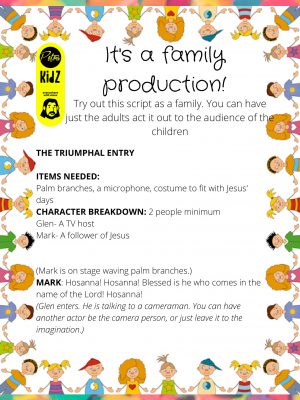 It's a family
production!
KidZ
Try out this script as a family. You can have
just the adults act it out to the audience of the
children
THE TRIUMPHAL ENTRY
ITEMS NEEDED:
Palm branches, a microphone, costume to fit with Jesus'
days
CHARACTER BREAKDOWN: 2 people minimum
Glen- A TV host
Mark- A follower of Jesus
(Mark is on stage waving palm branches.)
MARK: Hosanna! Hosanna! Blessed is he who comes in the
name of the Lord! Hosanna!
(Glen enters. He is talking to a cameraman. You can have
another actor be the camera person, or just leave it to the
imagination.)